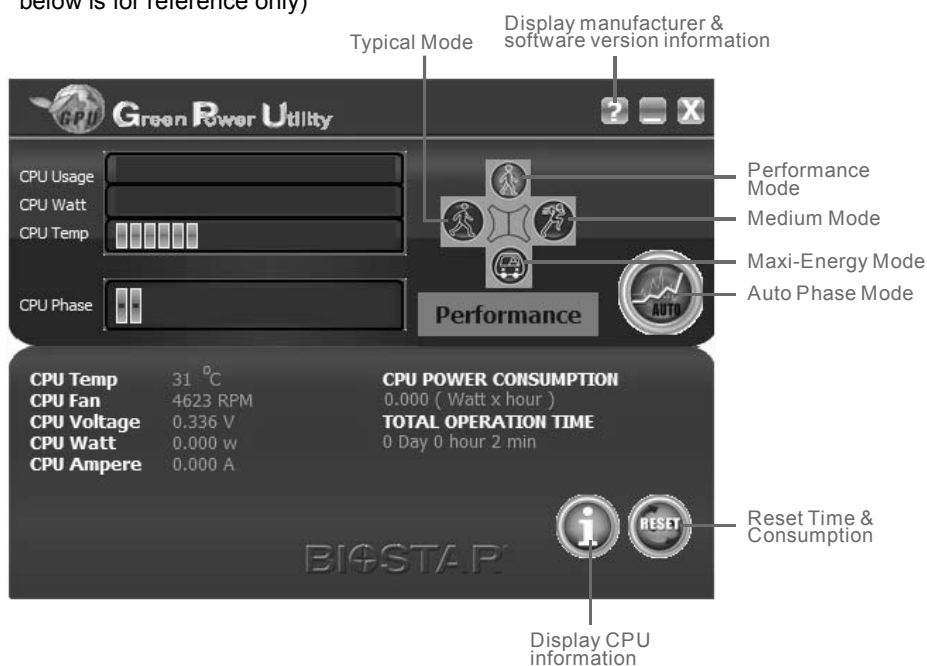 below is for reference only)
Display manufacturer &
software version information
Typical Mode
GPU
Green Power Utility
? _ X
CPU Usage
CPU Watt
CPU Temp
CPU Phase
Performance
Mode
Medium Mode
Maxi-Energy Mode
Auto Phase Mode
AUTO
Performance
CPU Temp 31 °C
CPU Fan 4623 RPM
CPU Voltage 0.336 V
CPU Watt 0.000 w
CPU Ampere 0.000 A
CPU POWER CONSUMPTION
0.000 ( Watt x hour )
TOTAL OPERATION TIME
0 Day 0 hour 2 min
i
RESET
Reset Time &
Consumption
BIOSTAR
Display CPU
information